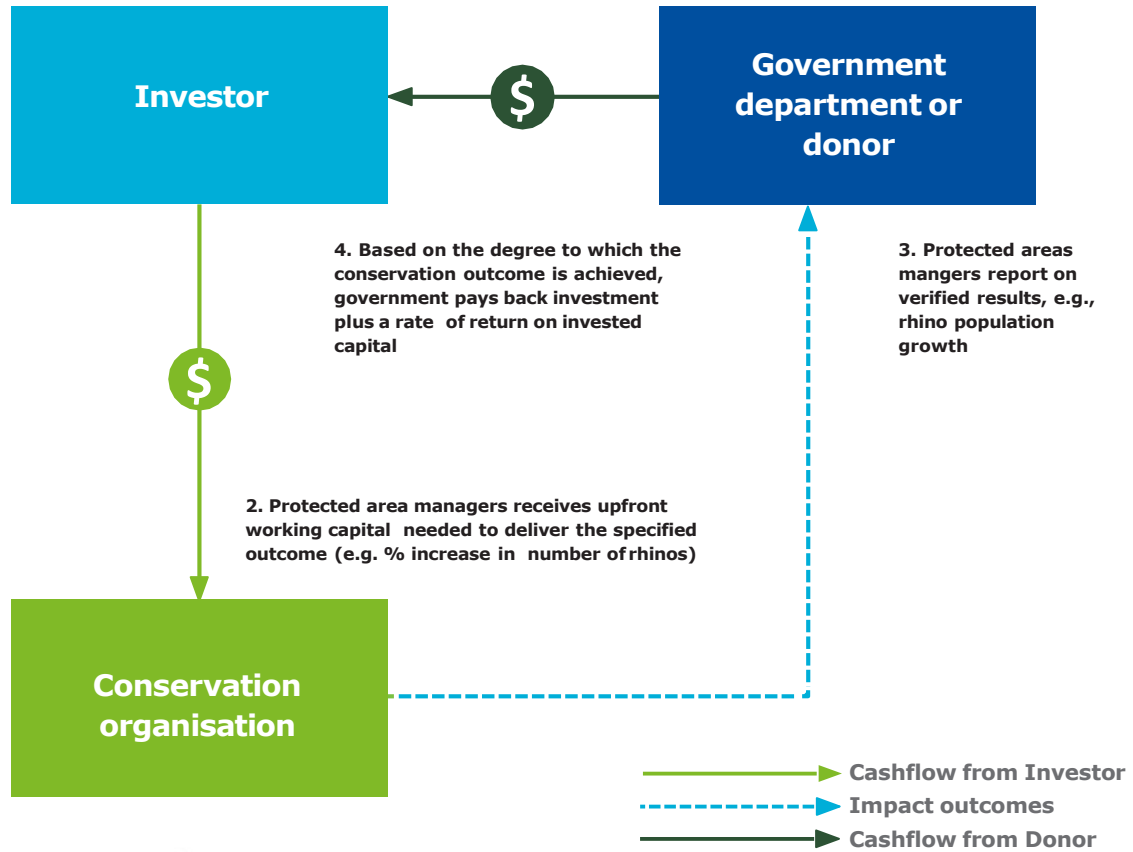 Investor
$
Government
department or
donor
4. Based on the degree to which the
conservation outcome is achieved,
government pays back investment
plus a rate of return on invested
capital
3. Protected areas
mangers report on
verified results, e.g.,
rhino population
growth
$
2. Protected area managers receives upfront
working capital needed to deliver the specified
outcome (e.g. % increase in number of rhinos)
Conservation
organisation
Cashflow from Investor
Impact outcomes
Cashflow from Donor